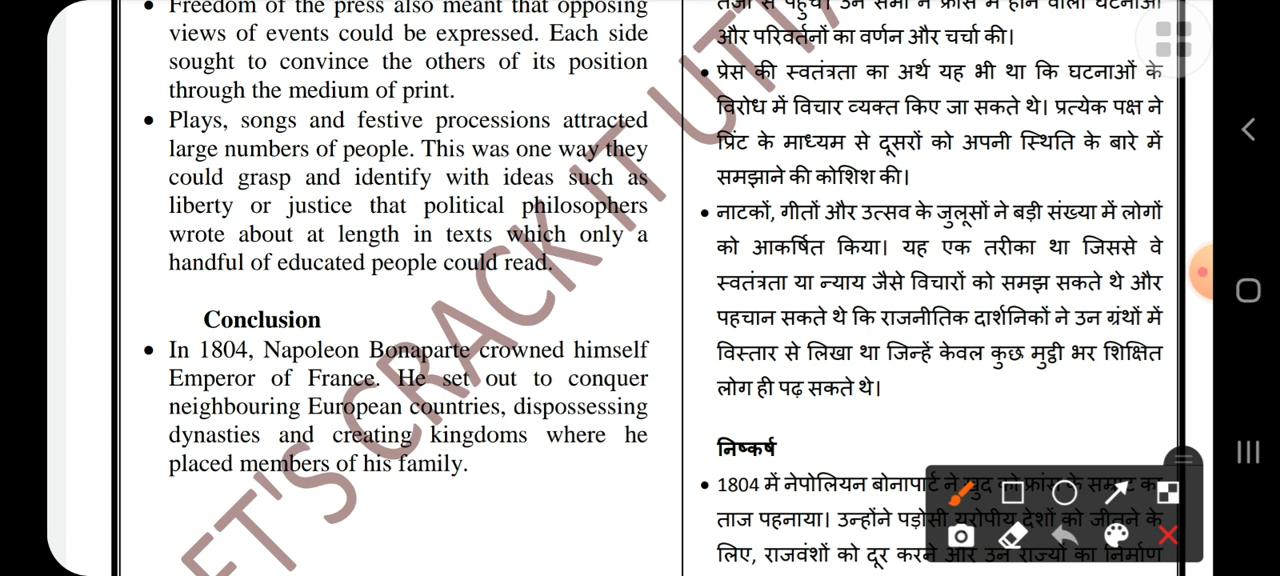 Freedom of the press also meant that opposing
views of events could be expressed. Each side
sought to convince the others of its position
through the medium of print.
• Plays, songs and festive processions attracted
large numbers of people. This was one way they
could grasp and identify with ideas such as
liberty or justice that political philosophers
wrote about at length in texts which only a
handful of educated people could read.
Conclusion
• In 1804, Napoleon Bonaparte crowned himself
Emperor of France. He set out to conquer
neighbouring European countries, dispossessing
dynasties and creating kingdoms where he
placed members of his family.
और परिवर्तनों का वर्णन और चर्चा की।
• प्रेस की स्वतंत्रता का अर्थ यह भी था कि घटनाओं के
विरोध में विचार व्यक्त किए जा सकते थे। प्रत्येक पक्ष ने
प्रिंट के माध्यम से दूसरों को अपनी स्थिति के बारे में
समझाने की कोशिश की।
• नाटकों, गीतों और उत्सव के जुलूसों ने बड़ी संख्या में लोगों
को आकर्षित किया। यह एक तरीका था जिससे वे
स्वतंत्रता या न्याय जैसे विचारों को समझ सकते थे और
पहचान सकते थे कि राजनीतिक दार्शनिकों ने उन ग्रंथों में
विस्तार से लिखा था जिन्हें केवल कुछ मुट्ठी भर शिक्षित
लोग ही पढ़ सकते थे।
निष्कर्ष
• 1804 में नेपोलियन बोनापार्ट ने खुद को फ्रांस के सम्राट का
ताज पहनाया। उन्होंने पड़ोसी यूरोपीय देशों को जीतने के
लिए, राजवंशों को दूर करने और उन राज्यों का निर्माण
LET'S CRACK IT